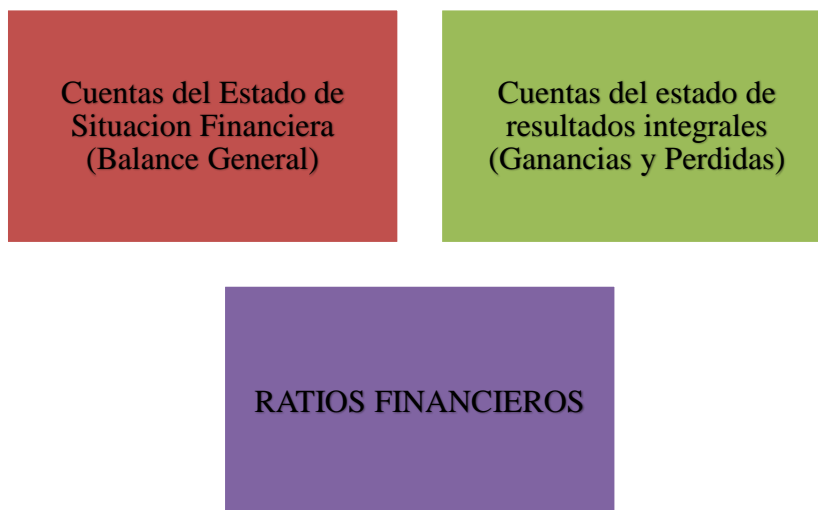 Cuentas del Estado de
Situacion Financiera
(Balance General)
Cuentas del estado de
resultados integrales
(Ganancias y Perdidas)
RATIOS FINANCIEROS